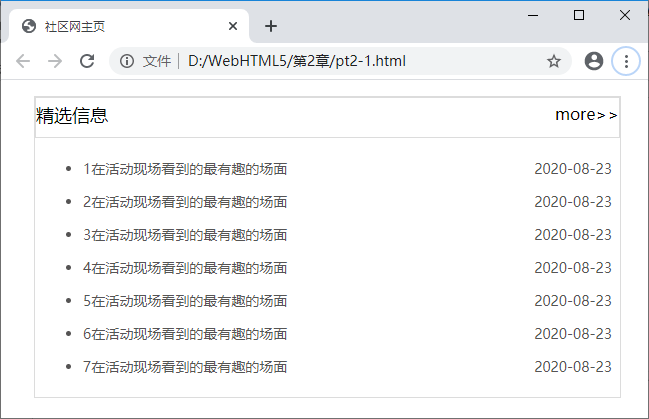 社区网主页
文件 D:/WebHTML5/第2章/pt2-1.html
精选信息 more>>
1在活动现场看到的最有趣的场面 2020-08-23
2在活动现场看到的最有趣的场面 2020-08-23
3在活动现场看到的最有趣的场面 2020-08-23
4在活动现场看到的最有趣的场面 2020-08-23
5在活动现场看到的最有趣的场面 2020-08-23
6在活动现场看到的最有趣的场面 2020-08-23
7在活动现场看到的最有趣的场面 2020-08-23